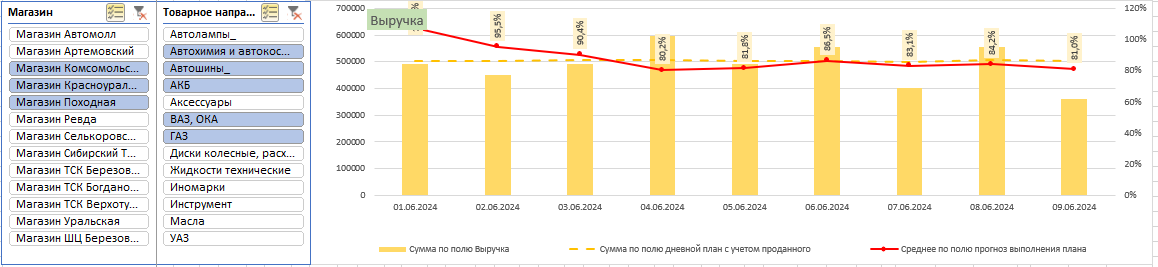 Магазин
Магазин Автомолл
Магазин Артемовский
Магазин Комсомольс...
Магазин Красноурал...
Магазин Походная
Магазин Ревда
Магазин Селькоровс...
Магазин Сибирский Т...
Магазин ТСК Березов...
Магазин ТСК Богдано...
Магазин ТСК Верхоту...
Магазин Уральская
Магазин ШЦ Березов...
Товарное напра...
Автолампы_
Автохимия и автокос...
Автошины_
АКБ
Аксессуары
ВАЗ, ОКА
ГАЗ
Диски колесные, расх...
Жидкости технические
Иномарки
Инструмент
Масла
УАЗ
Выручка
700000
600000
500000
400000
300000
200000
100000
0
95,5%
90,4%
80,2%
81,8%
86,5%
83,1%
84,2%
81,0%
120%
100%
80%
60%
40%
20%
0%
01.06.2024
02.06.2024
03.06.2024
04.06.2024
05.06.2024
06.06.2024
07.06.2024
08.06.2024
09.06.2024
Сумма по полю Выручка
Сумма по полю дневной план с учетом проданного
Среднее по полю прогноз выполнения плана